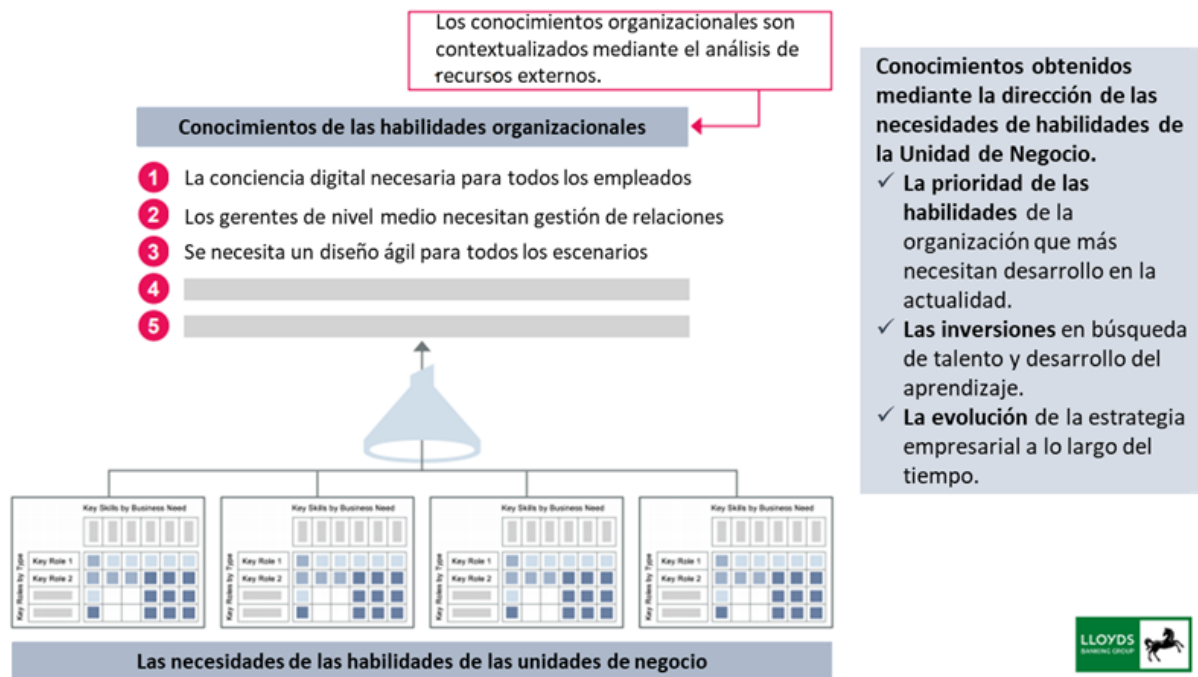 Los conocimientos organizacionales son
contextualizados mediante el análisis de
recursos externos.
Conocimientos de las habilidades organizacionales
1 La conciencia digital necesaria para todos los empleados
2 Los gerentes de nivel medio necesitan gestión de relaciones
3 Se necesita un diseño ágil para todos los escenarios
4
5
Key Skills by Business Need
Key Roles by Type
Key Role 1
Key Role 2
Key Skills by Business Need
Key Roles by Type
Key Role 1
Key Role 2
Key Skills by Business Need
Key Roles by Type
Key Role 1
Key Role 2
Key Skills by Business Need
Key Roles by Type
Key Role 1
Key Role 2
Las necesidades de las habilidades de las unidades de negocio
Conocimientos obtenidos
mediante la dirección de las
necesidades de habilidades de
la Unidad de Negocio.
✓ La prioridad de las
habilidades de la
organización que más
necesitan desarrollo en la
actualidad.
✓ Las inversiones en búsqueda
de talento y desarrollo del
aprendizaje.
✓ La evolución de la estrategia
empresarial a lo largo del
tiempo.
LLOYDS
BANKING GROUP